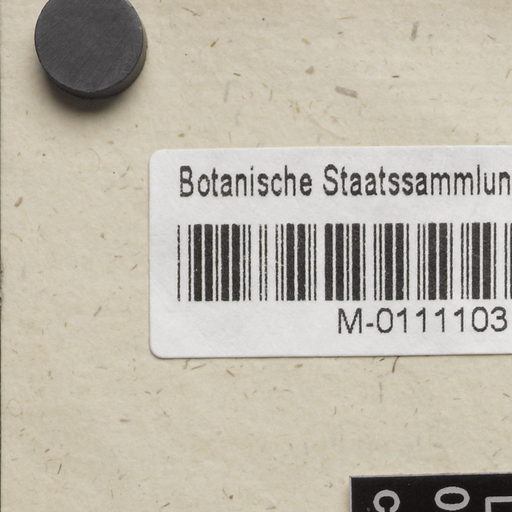 Botanische Staatssammlun
M-0111103